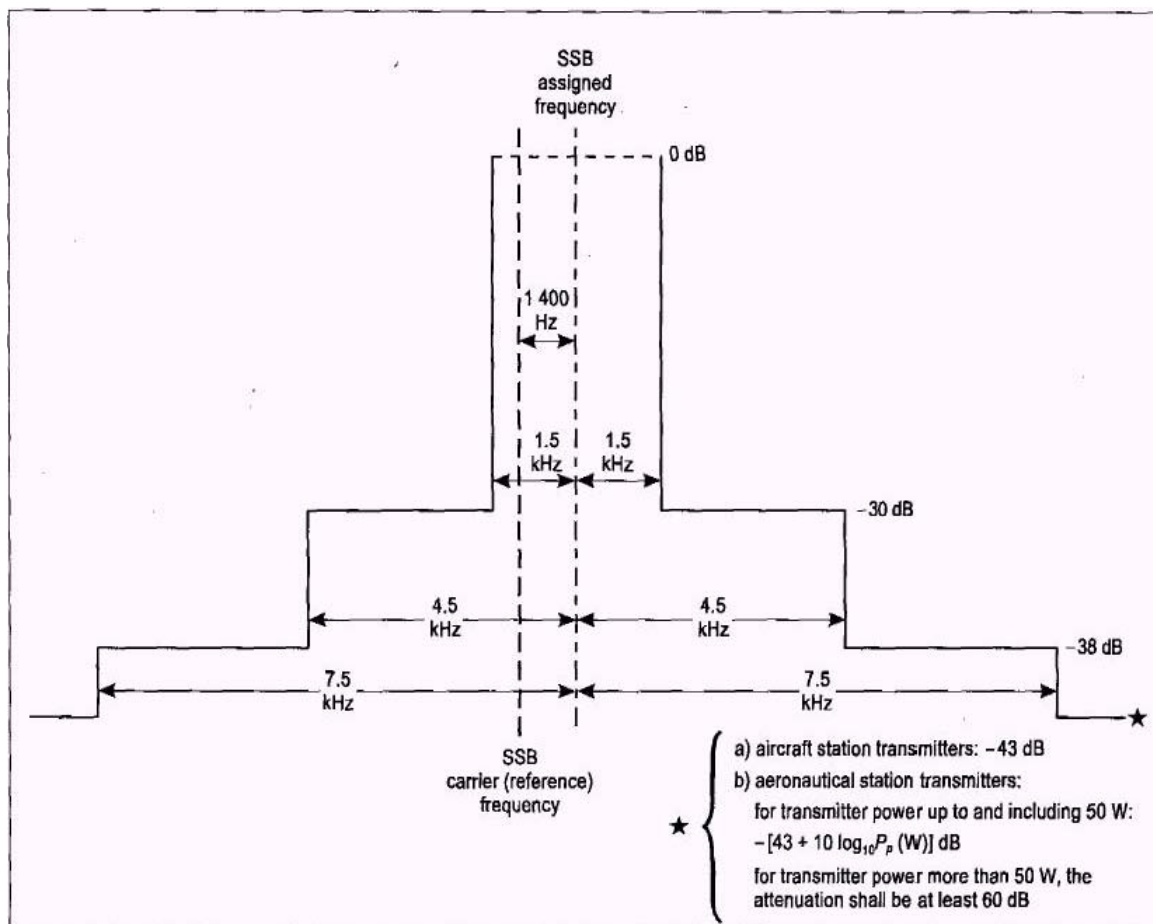 SSB
assigned
frequency
0 dB
1 400
Hz
1.5
kHz
1.5
kHz
–30 dB
4.5
kHz
4.5
kHz
–38 dB
7.5
kHz
7.5
kHz
★
SSB
carrier (reference)
frequency
★
a) aircraft station transmitters: –43 dB
b) aeronautical station transmitters:
for transmitter power up to and including 50 W:
–[43 + 10 log₁₀Pₚ (W)] dB
for transmitter power more than 50 W, the
attenuation shall be at least 60 dB